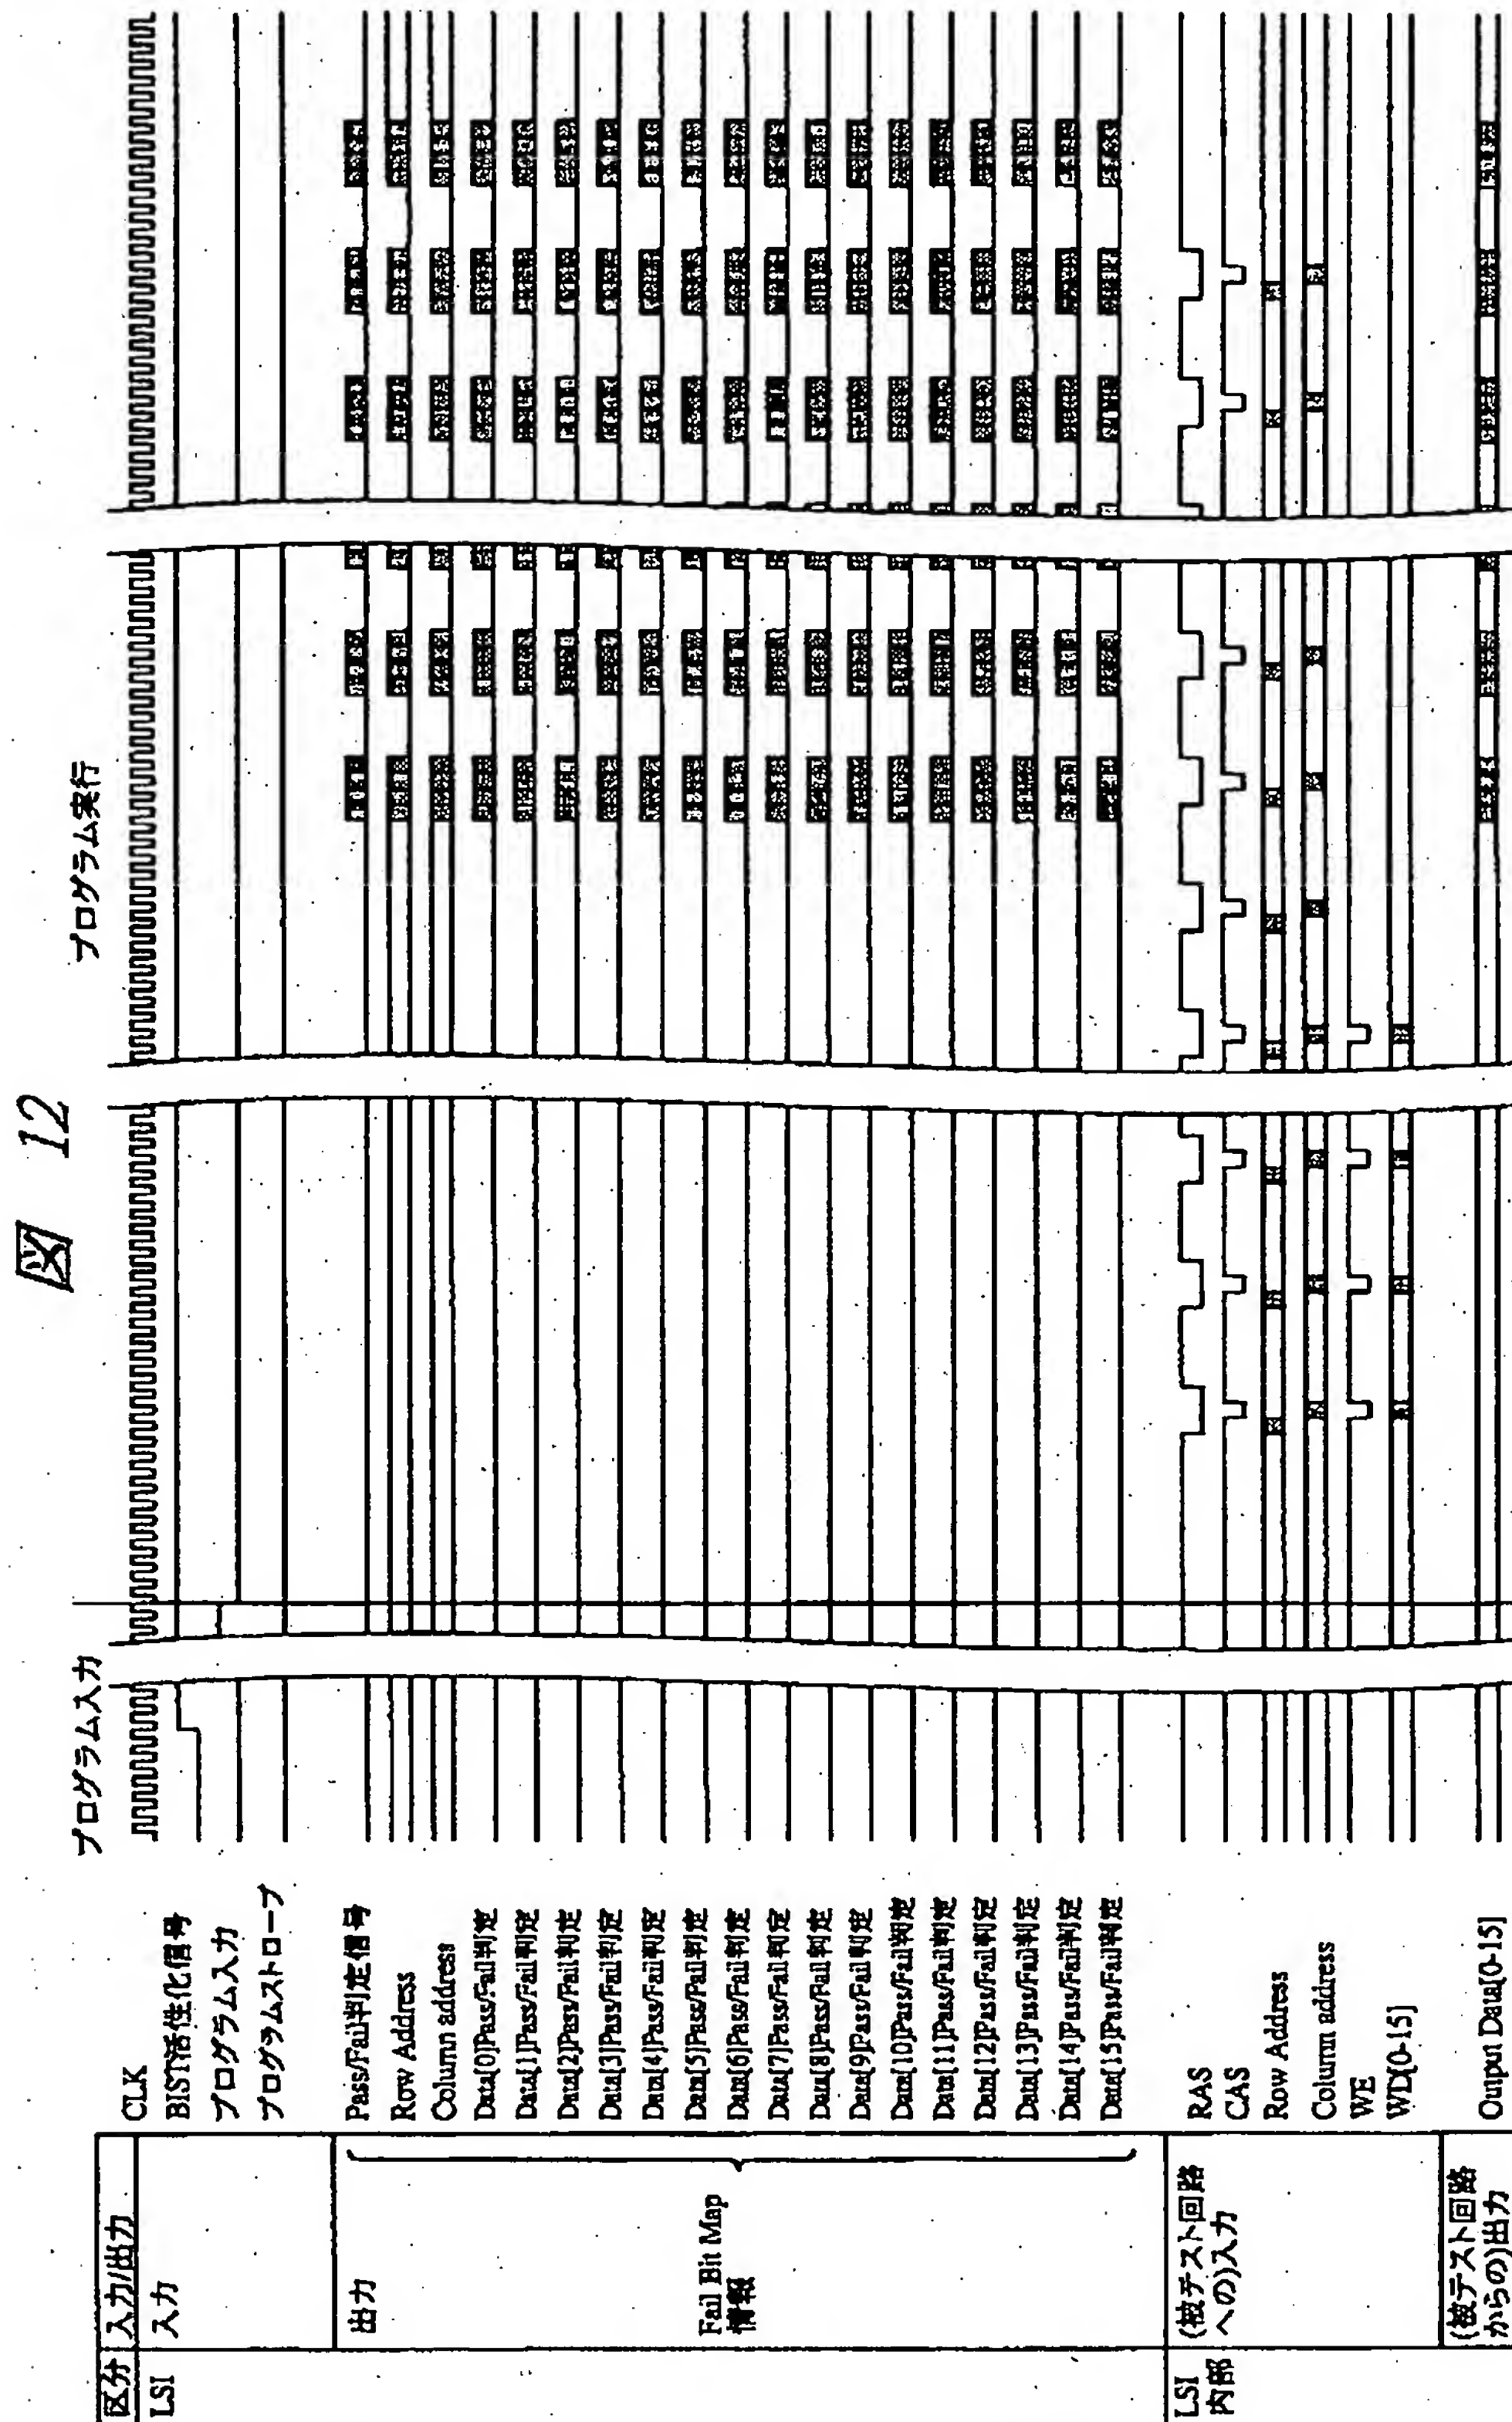 図 12
プログラム入力
プログラム実行
区分
入力/出力
LSI
入力
CLK
BIST活性化信号
プログラム入力
プログラムストローブ
出力
Fail Bit Map
情報
Pass/Fail判定信号
Row Address
Column address
Data[0]Pass/Fail判定
Data[1]Pass/Fail判定
Data[2]Pass/Fail判定
Data[3]Pass/Fail判定
Data[4]Pass/Fail判定
Data[5]Pass/Fail判定
Data[6]Pass/Fail判定
Data[7]Pass/Fail判定
Data[8]Pass/Fail判定
Data[9]Pass/Fail判定
Data[10]Pass/Fail判定
Data[11]Pass/Fail判定
Data[12]Pass/Fail判定
Data[13]Pass/Fail判定
Data[14]Pass/Fail判定
Data[15]Pass/Fail判定
LSI
内部
(被テスト回路
への)入力
RAS
CAS
Row Address
Column address
WE
WD[0-15]
(被テスト回路
からの)出力
Output Data[0-15]